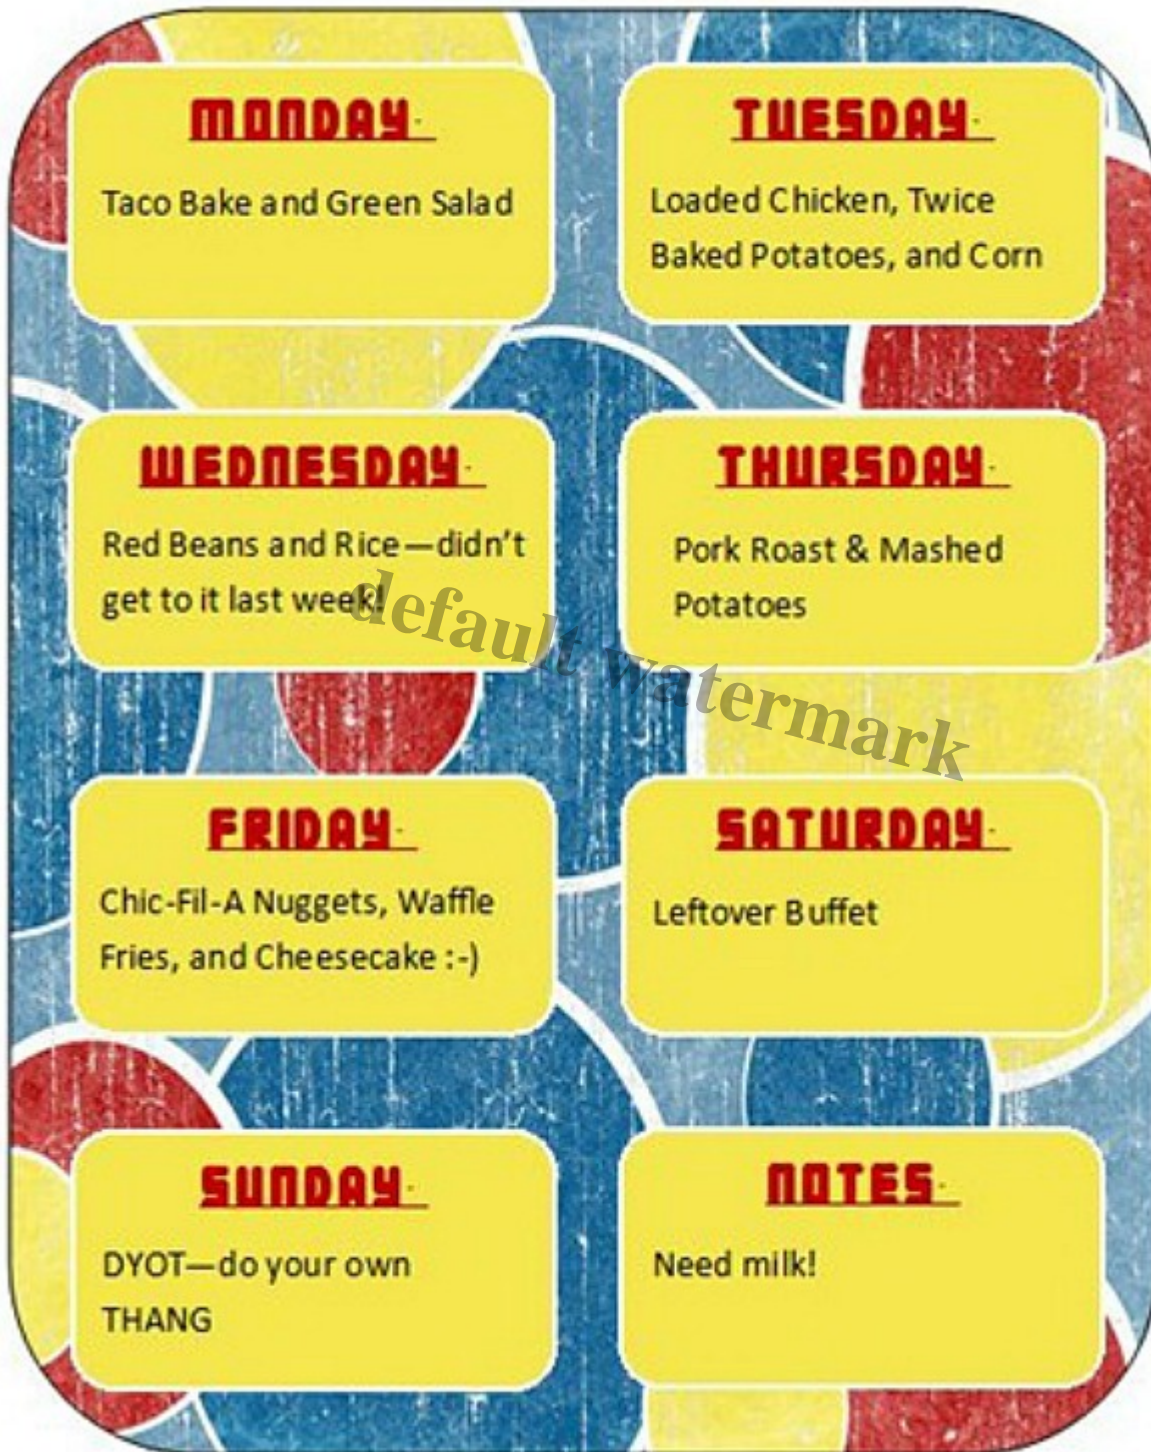 MONDAY
Taco Bake and Green Salad
TUESDAY
Loaded Chicken, Twice
Baked Potatoes, and Corn
WEDNESDAY
Red Beans and Rice—didn’t
get to it last week!
THURSDAY
Pork Roast & Mashed
Potatoes
default watermark
FRIDAY
Chic-Fil-A Nuggets, Waffle
Fries, and Cheesecake :-)
SATURDAY
Leftover Buffet
SUNDAY
DYOT—do your own
THANG
NOTES
Need milk!